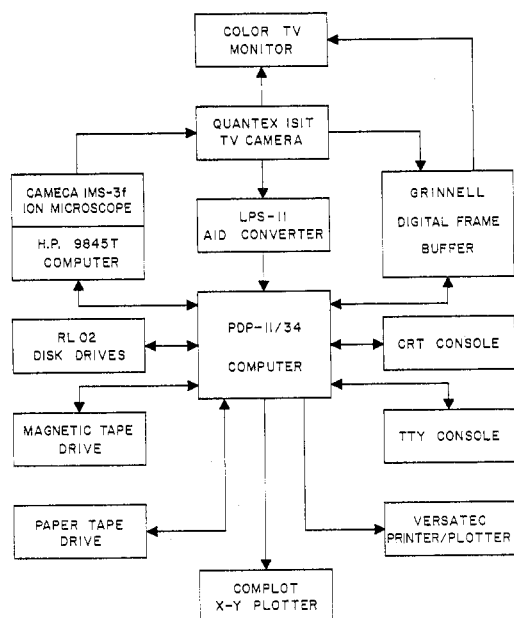 COLOR TV
MONITOR
QUANTEX ISIT
TV CAMERA
CAMECA IMS-3f
ION MICROSCOPE
H.P. 9845T
COMPUTER
LPS-11
AID CONVERTER
GRINNELL
DIGITAL FRAME
BUFFER
PDP-11/34
COMPUTER
RL 02
DISK DRIVES
CRT CONSOLE
MAGNETIC TAPE
DRIVE
TTY CONSOLE
PAPER TAPE
DRIVE
VERSATEC
PRINTER/PLOTTER
COMPLOT
X-Y PLOTTER